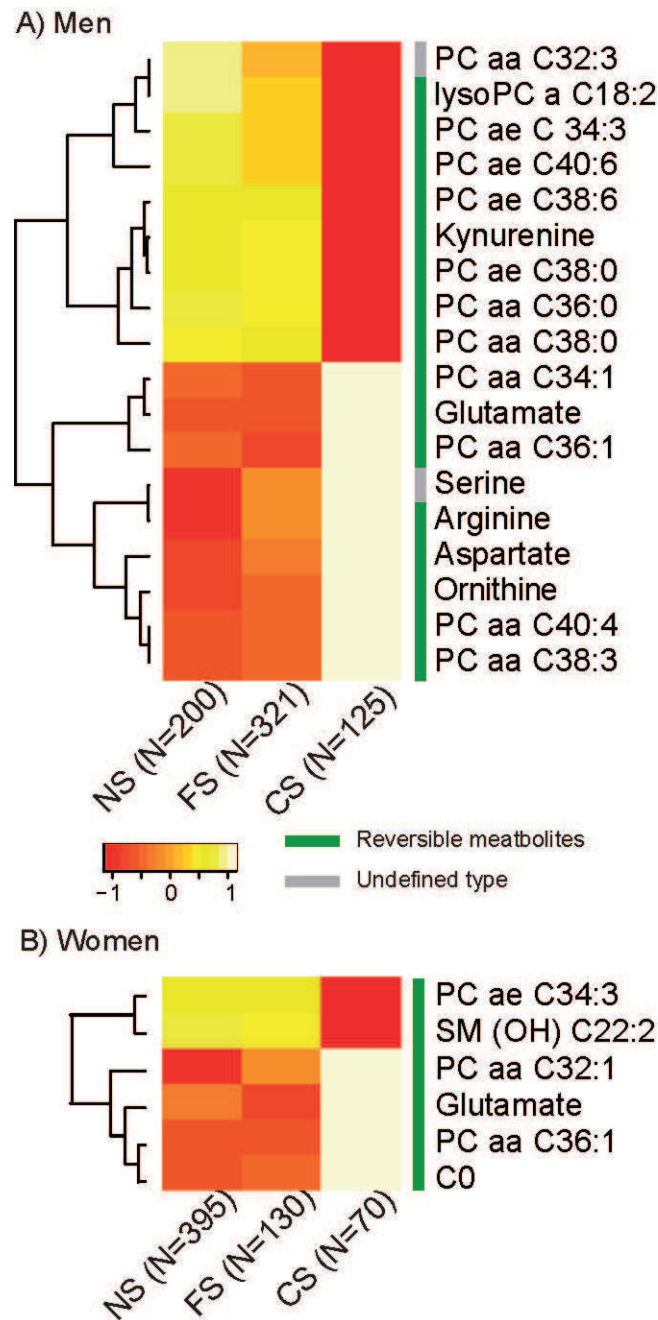 A) Men
PC aa C32:3
lysoPC a C18:2
PC ae C 34:3
PC ae C40:6
PC ae C38:6
Kynurenine
PC ae C38:0
PC aa C36:0
PC aa C38:0
PC aa C34:1
Glutamate
PC aa C36:1
Serine
Arginine
Aspartate
Ornithine
PC aa C40:4
PC aa C38:3
NS (N=200)
FS (N=321)
CS (N=125)
−1 0 1
Reversible meatbolites
Undefined type
B) Women
PC ae C34:3
SM (OH) C22:2
PC aa C32:1
Glutamate
PC aa C36:1
C0
NS (N=395)
FS (N=130)
CS (N=70)